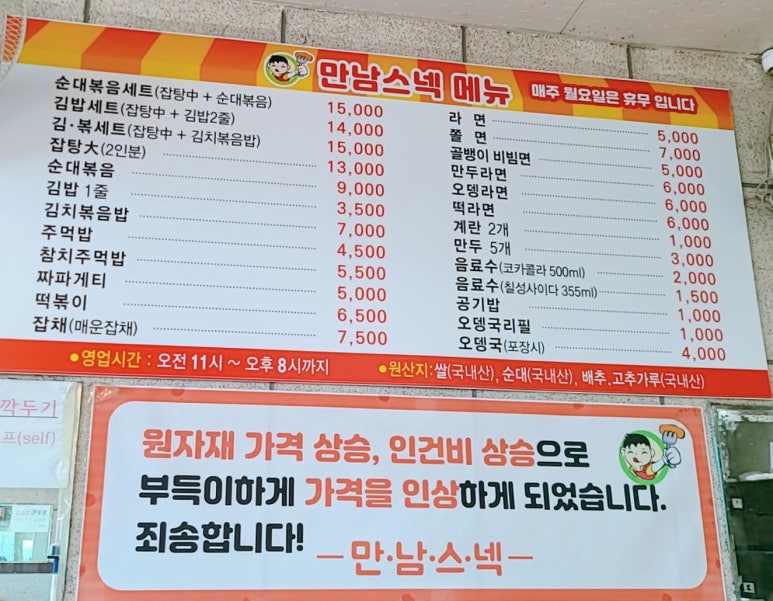 만남스넥 메뉴 매주 월요일은 휴무 입니다
순대볶음세트(잡탕中 + 순대볶음) 15,000
김밥세트(잡탕中 + 김밥2줄) 14,000
김·볶세트(잡탕中 + 김치볶음밥) 15,000
잡탕大(2인분) 13,000
순대볶음 9,000
김밥 1줄 3,500
김치볶음밥 7,000
주먹밥 4,500
참치주먹밥 5,500
짜파게티 5,000
떡볶이 6,500
잡채(매운잡채) 7,500
라 면 5,000
쫄 면 7,000
골뱅이 비빔면 5,000
만두라면 6,000
오뎅라면 6,000
떡라면 6,000
계란 2개 1,000
만두 5개 3,000
음료수(코카콜라 500ml) 2,000
음료수(칠성사이다 355ml) 1,500
공기밥 1,000
오뎅국리필 1,000
오뎅국(포장시) 4,000
●영업시간 : 오전 11시 ~ 오후 8시까지 ●원산지:쌀(국내산), 순대(국내산), 배추.고추가루(국내산)
깍두기
프(self)
원자재 가격 상승, 인건비 상승으로
부득이하게 가격을 인상하게 되었습니다.
죄송합니다! ㅡ만·남·스·넥ㅡ